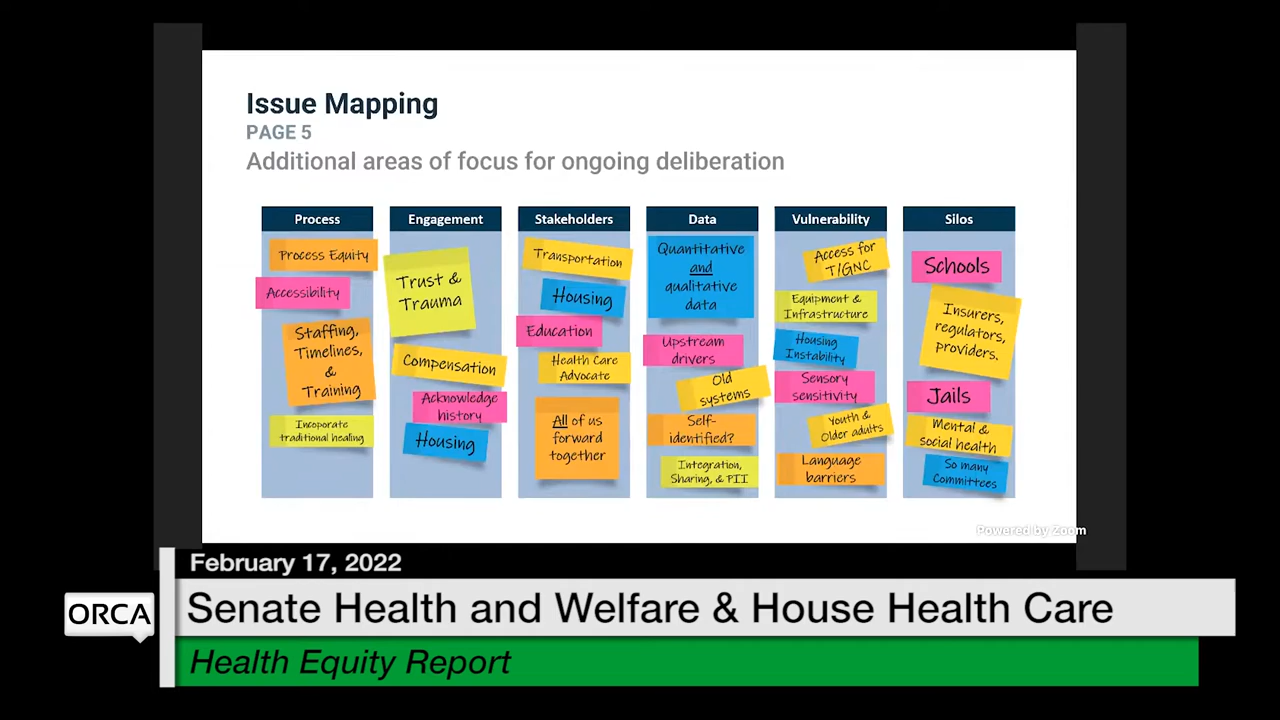 Issue Mapping
PAGE 5
Additional areas of focus for ongoing deliberation
Process
Process Equity
Accessibility
Staffing,
Timelines,
&
Training
Incoporate
traditional healing
Engagement
Trust &
Trauma
Compensation
Acknowledge
history
Housing
Stakeholders
Transportation
Housing
Education
Health Care
Advocate
All of us
forward
together
Data
Quantitative
and
qualitative
data
Upstream
drivers
Old
systems
Self-
identified?
Integration,
Sharing, & PII
Vulnerability
Access for
T/GNC
Equipment &
Infrastructure
Housing
Instability
Sensory
sensitivity
Youth &
Older adults
Language
barriers
Silos
Schools
Insurers,
regulators,
providers.
Jails
Mental &
social health
So many
Committees
Powered by Zoom
February 17, 2022
ORCA
Senate Health and Welfare & House Health Care
Health Equity Report